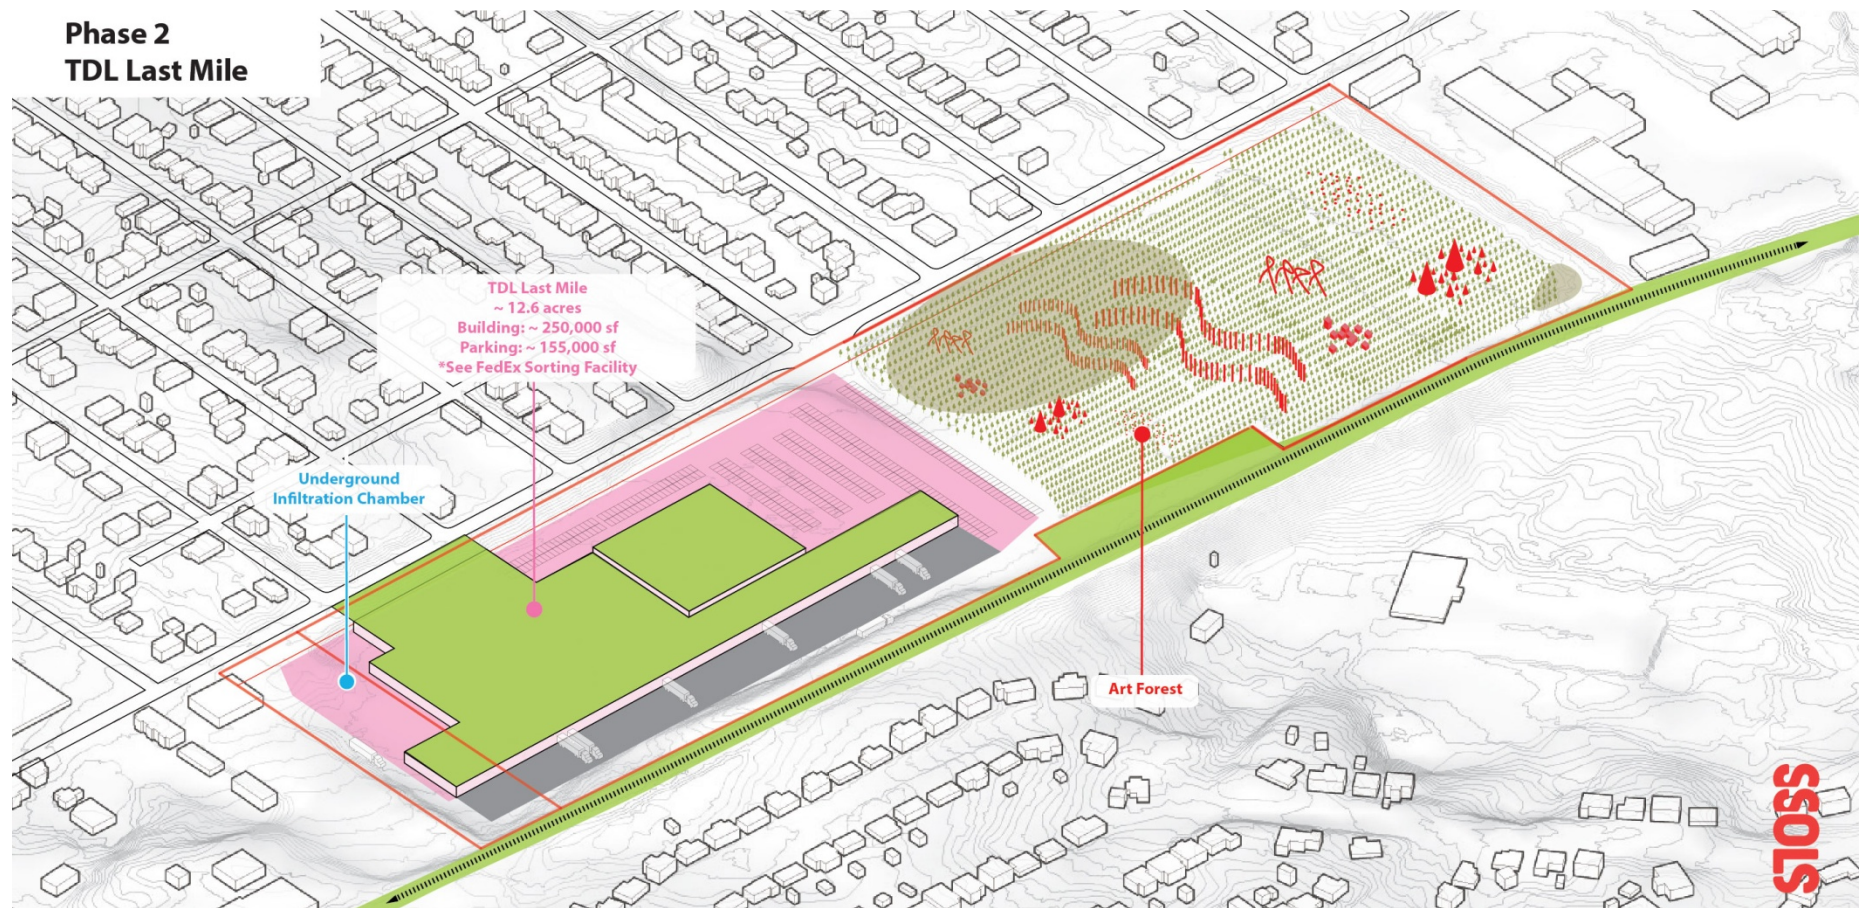 Phase 2
TDL Last Mile
TDL Last Mile
~ 12.6 acres
Building: ~ 250,000 sf
Parking: ~ 155,000 sf
*See FedEx Sorting Facility
Underground
Infiltration Chamber
Art Forest
STOSS